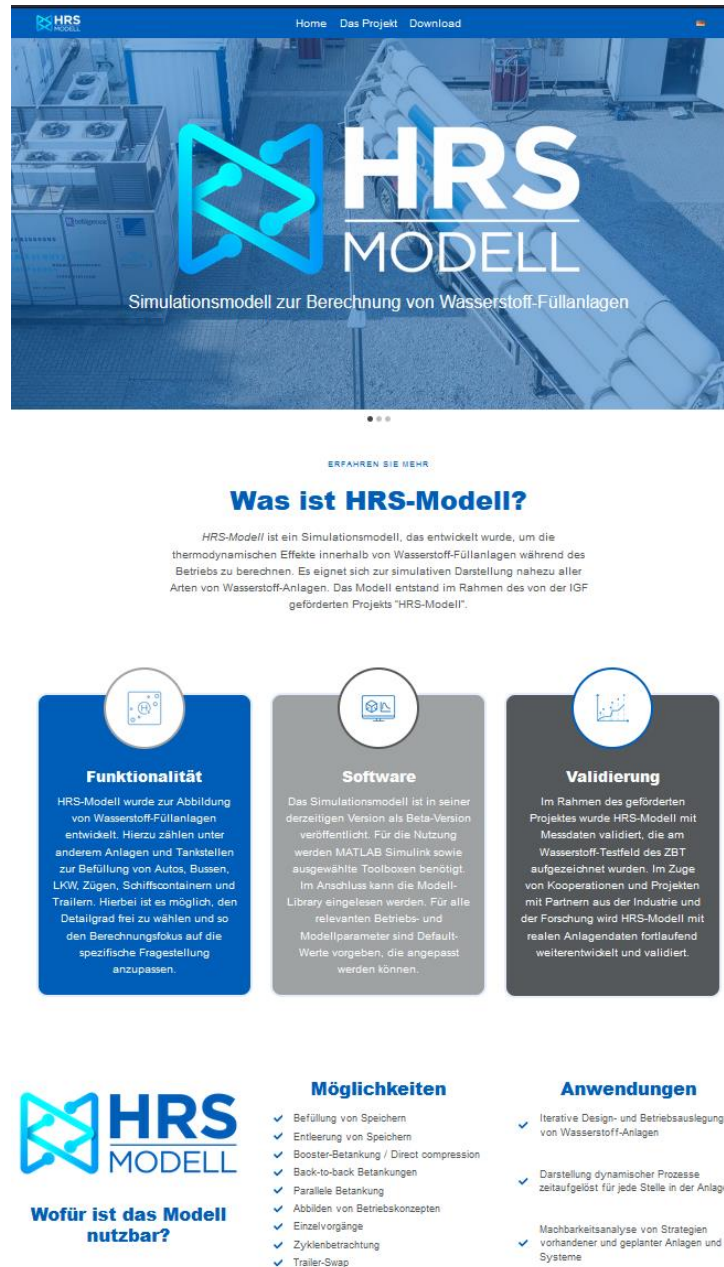 HRS
MODELL
Home Das Projekt Download
HRS
MODELL
Simulationsmodell zur Berechnung von Wasserstoff-Füllanlagen
ERFAHREN SIE MEHR
Was ist HRS-Modell?
HRS-Modell ist ein Simulationsmodell, das entwickelt wurde, um die
thermodynamischen Effekte innerhalb von Wasserstoff-Füllanlagen während des
Betriebs zu berechnen. Es eignet sich zur simulativen Darstellung nahezu aller
Arten von Wasserstoff-Anlagen. Das Modell entstand im Rahmen des von der IGF
geförderten Projekts "HRS-Modell".
Funktionalität
HRS-Modell wurde zur Abbildung
von Wasserstoff-Füllanlagen
entwickelt. Hierzu zählen unter
anderem Anlagen und Tankstellen
zur Befüllung von Autos, Bussen,
LKW, Zügen, Schiffscontainern und
Trailern. Hierbei ist es möglich, den
Detailgrad frei zu wählen und so
den Berechnungsfokus auf die
spezifische Fragestellung
anzupassen.
Software
Das Simulationsmodell ist in seiner
derzeitigen Version als Beta-Version
veröffentlicht. Für die Nutzung
werden MATLAB Simulink sowie
ausgewählte Toolboxen benötigt.
Im Anschluss kann die Modell-
Library eingelesen werden. Für alle
relevanten Betriebs- und
Modellparameter sind Default-
Werte vorgeben, die angepasst
werden können.
Validierung
Im Rahmen des geförderten
Projektes wurde HRS-Modell mit
Messdaten validiert, die am
Wasserstoff-Testfeld des ZBT
aufgezeichnet wurden. Im Zuge
von Kooperationen und Projekten
mit Partnern aus der Industrie und
der Forschung wird HRS-Modell mit
realen Anlagendaten fortlaufend
weiterentwickelt und validiert.
HRS
MODELL
Wofür ist das Modell
nutzbar?
Möglichkeiten
Befüllung von Speichern
Entleerung von Speichern
Booster-Betankung / Direct compression
Back-to-back Betankungen
Parallele Betankung
Abbilden von Betriebskonzepten
Einzelvorgänge
Zyklenbetrachtung
Trailer-Swap
Anwendungen
Iterative Design- und Betriebsauslegung
von Wasserstoff-Anlagen
Darstellung dynamischer Prozesse
zeitaufgelöst für jede Stelle in der Anlage
Machbarkeitsanalyse von Strategien
vorhandener und geplanter Anlagen und
Systeme